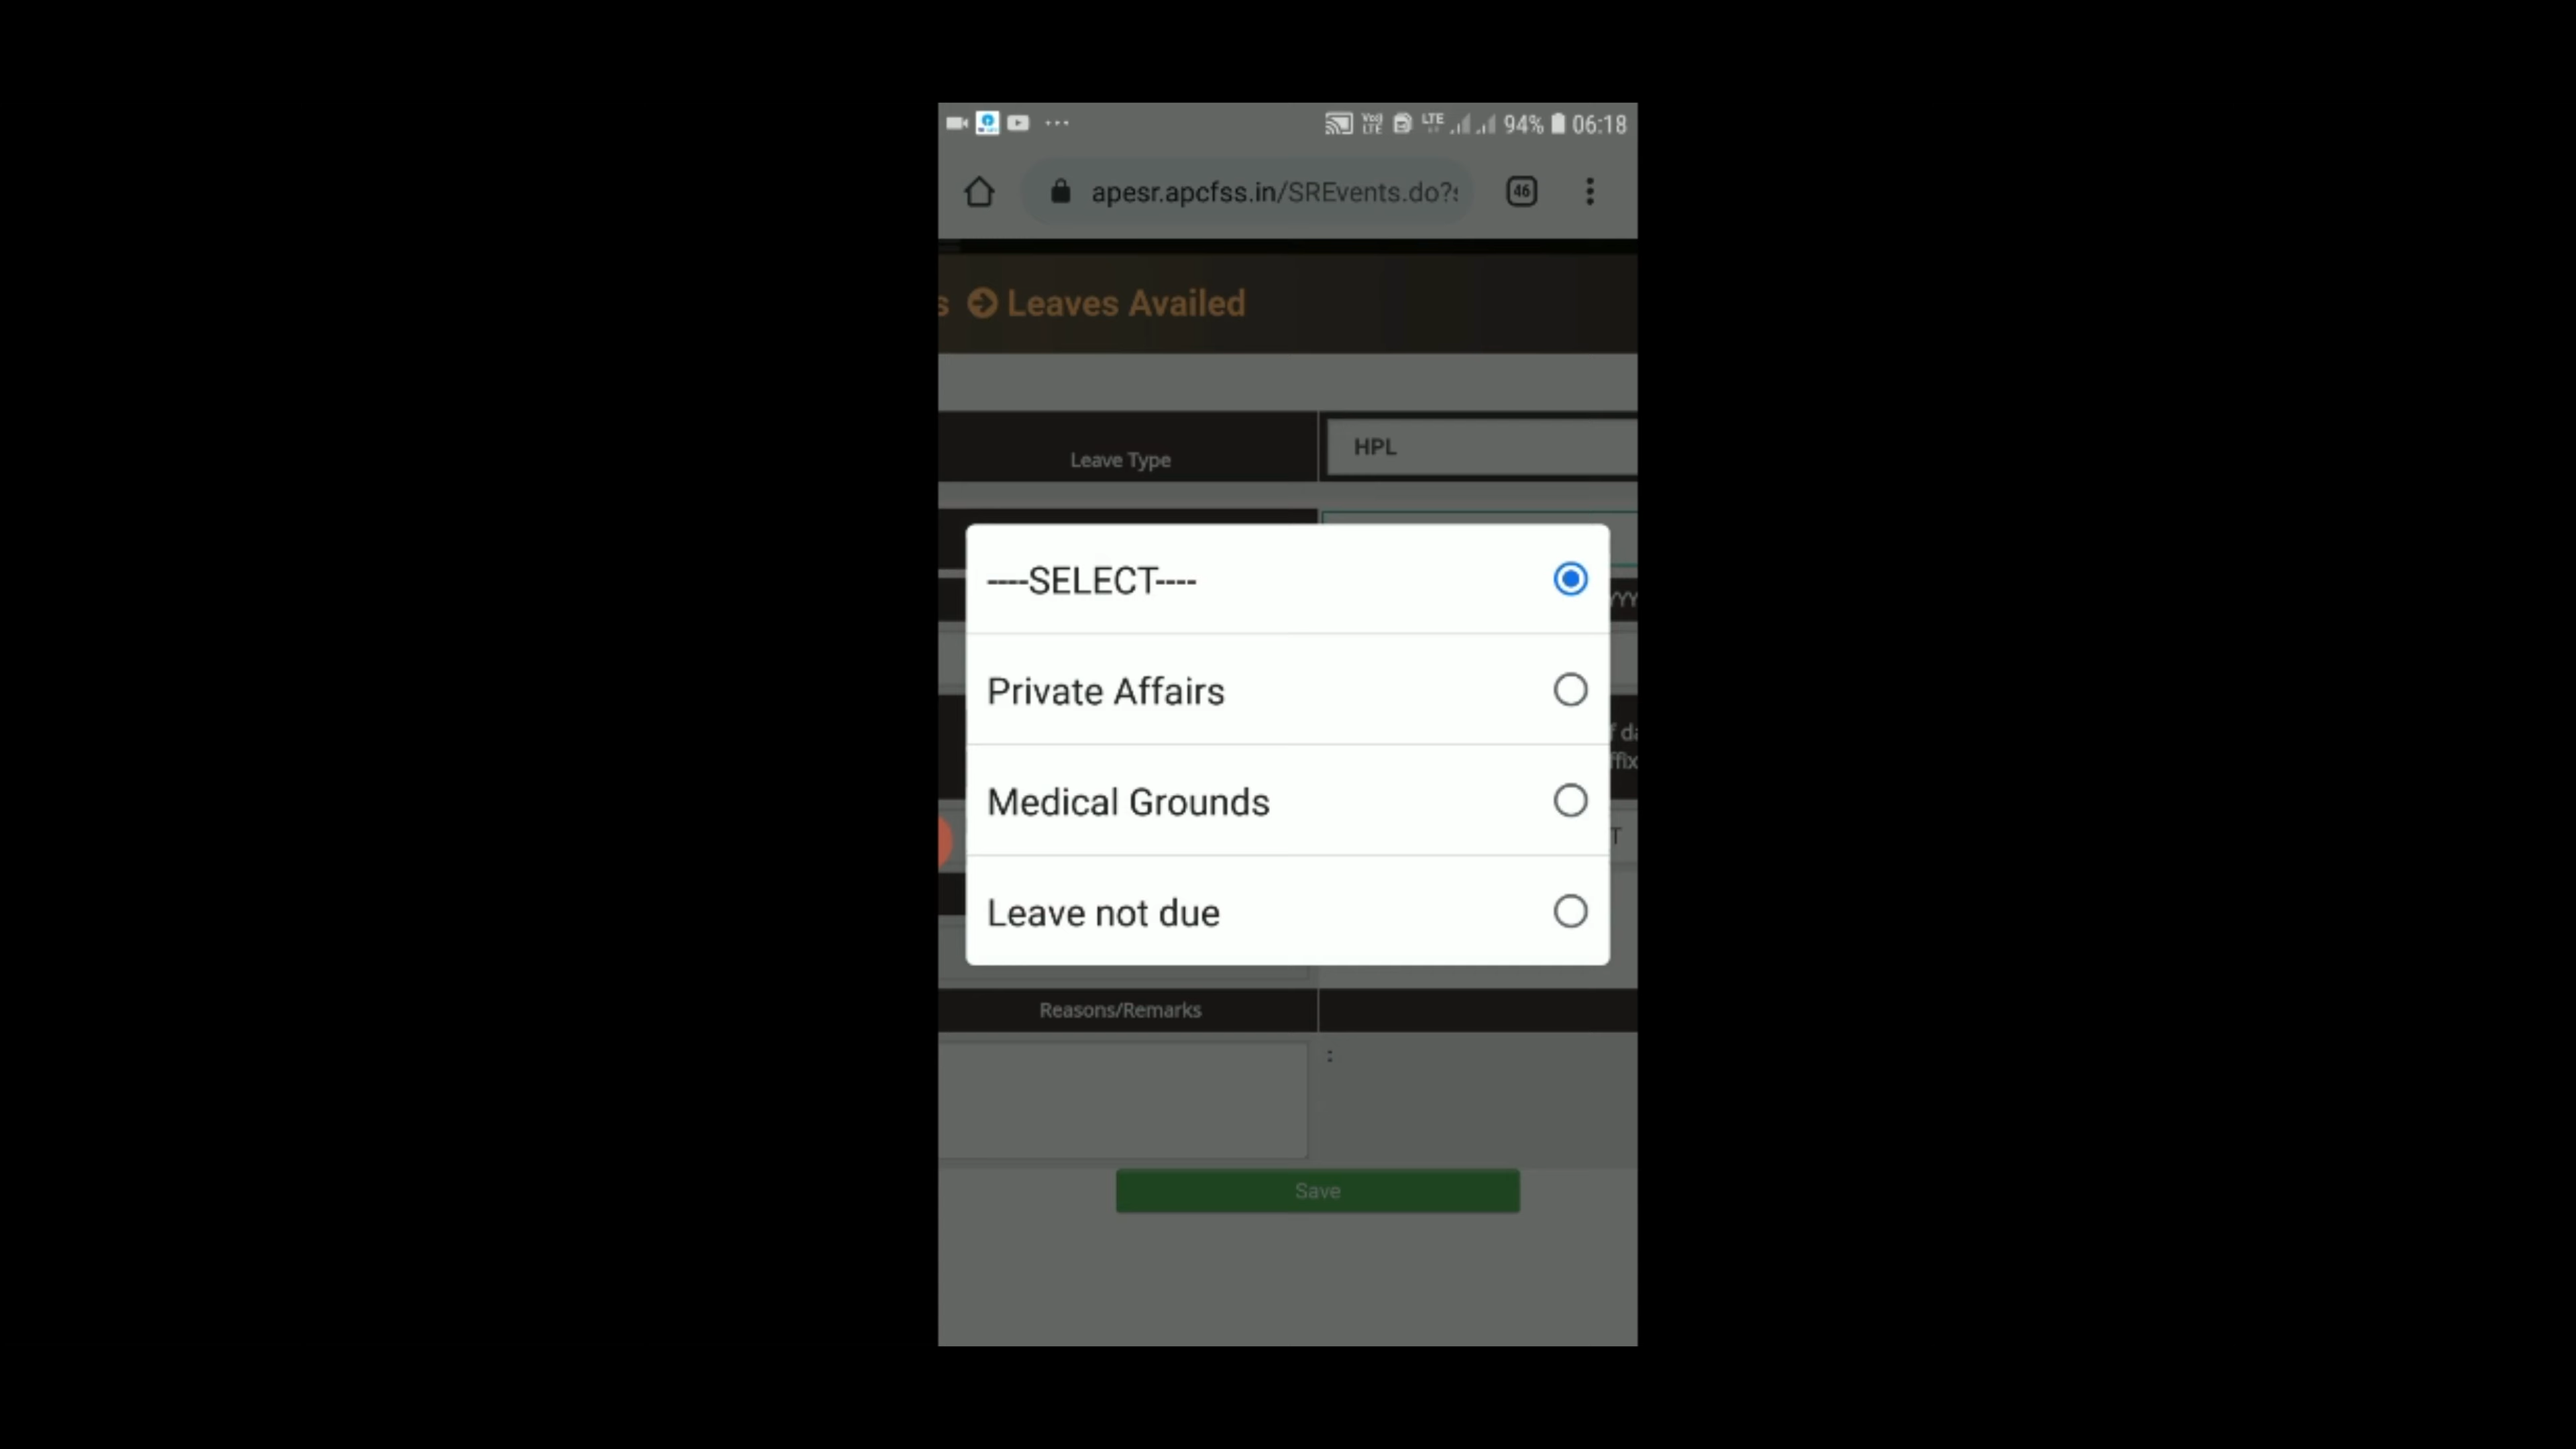 94% 06:18
apesr.apcfss.in/SREvents.do?
46
s Leaves Availed
Leave Type
HPL
----SELECT----
Private Affairs
Medical Grounds
Leave not due
Reasons/Remarks
:
Save